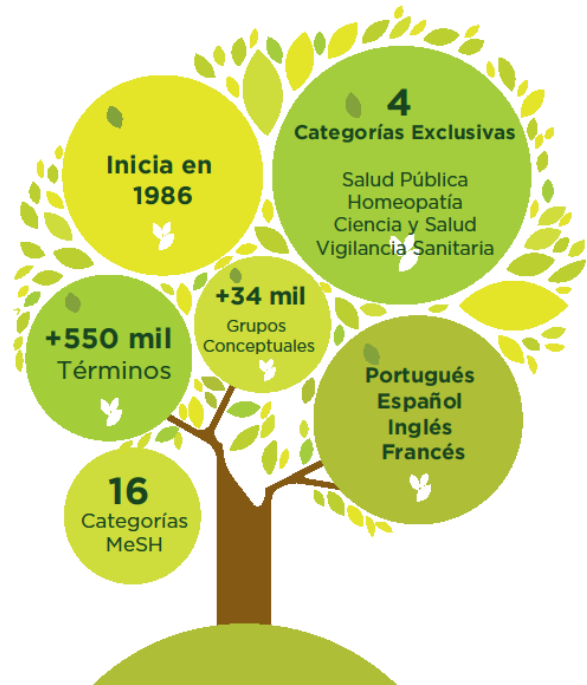 Inicia en
1986
4
Categorías Exclusivas
Salud Pública
Homeopatía
Ciencia y Salud
Vigilancia Sanitaria
+550 mil
Términos
+34 mil
Grupos
Conceptuales
Portugués
Español
Inglés
Francés
16
Categorías
MeSH